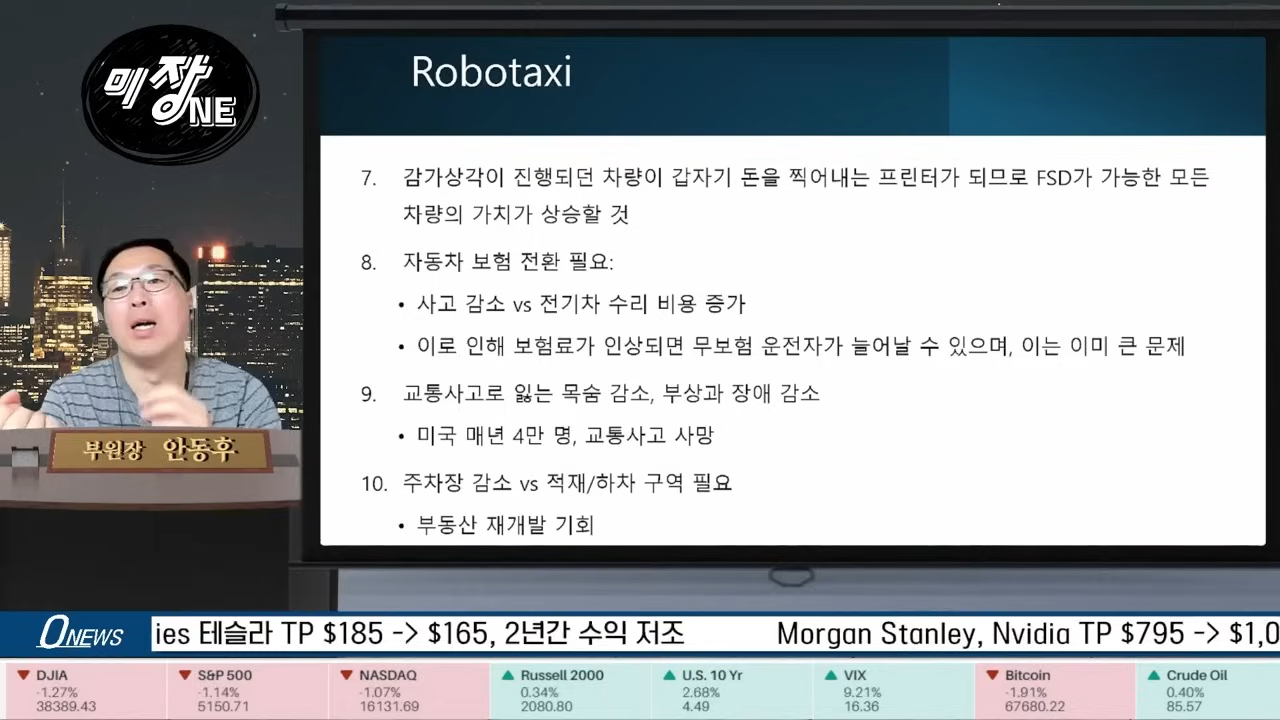 미장
ONE
Robotaxi
7. 감가상각이 진행되던 차량이 갑자기 돈을 찍어내는 프린터가 되므로 FSD가 가능한 모든
차량의 가치가 상승할 것
8. 자동차 보험 전환 필요:
• 사고 감소 vs 전기차 수리 비용 증가
• 이로 인해 보험료가 인상되면 무보험 운전자가 늘어날 수 있으며, 이는 이미 큰 문제
9. 교통사고로 잃는 목숨 감소, 부상과 장애 감소
• 미국 매년 4만 명, 교통사고 사망
10. 주차장 감소 vs 적재/하차 구역 필요
• 부동산 재개발 기회
부원장 안동후
O NEWS
ies 테슬라 TP $185 -> $165, 2년간 수익 저조 Morgan Stanley, Nvidia TP $795 -> $1,0
DJIA S&P 500 NASDAQ Russell 2000 U.S. 10 Yr VIX Bitcoin Crude Oil
-1.27% -1.14% -1.07% 0.34% 2.68% 9.21% -1.91% 0.40%
38389.43 5150.71 16131.69 2080.80 4.49 16.36 67680.22 85.57